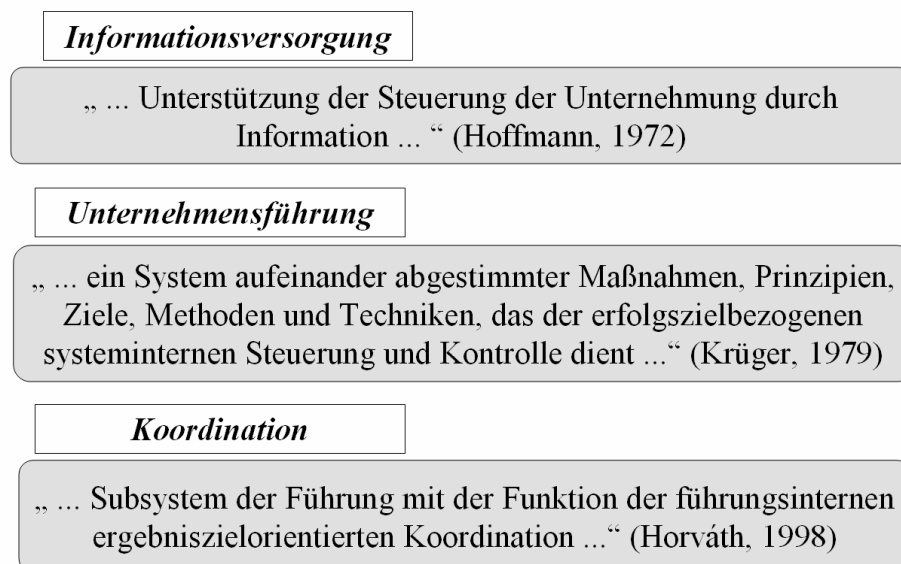 Informationsversorgung
„ ... Unterstützung der Steuerung der Unternehmung durch
Information ... “ (Hoffmann, 1972)
Unternehmensführung
„ ... ein System aufeinander abgestimmter Maßnahmen, Prinzipien,
Ziele, Methoden und Techniken, das der erfolgszielbezogenen
systeminternen Steuerung und Kontrolle dient ...“ (Krüger, 1979)
Koordination
„ ... Subsystem der Führung mit der Funktion der führungsinternen
ergebniszielorientierten Koordination ...“ (Horváth, 1998)